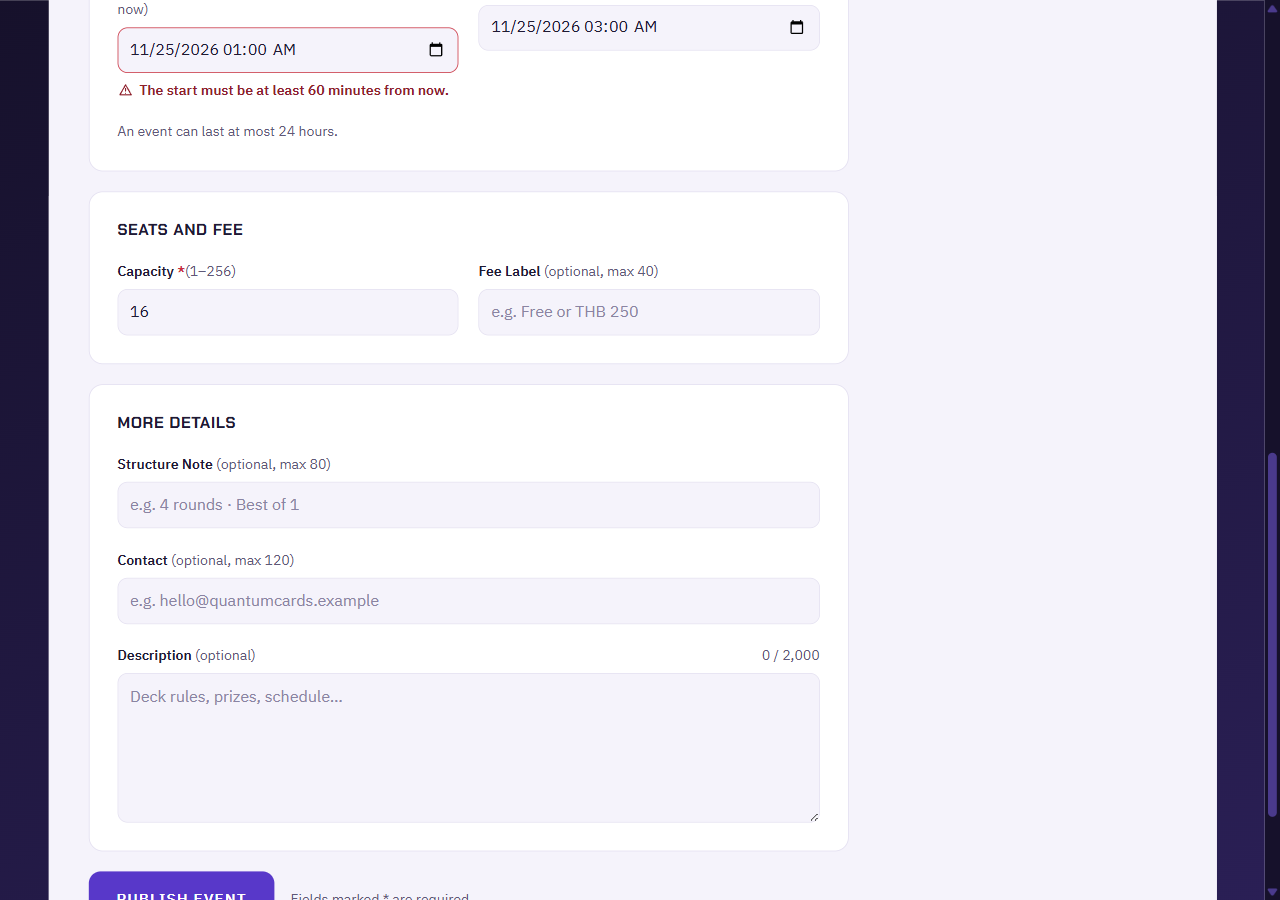 now)
11/25/2026 01:00 AM
11/25/2026 03:00 AM
The start must be at least 60 minutes from now.
An event can last at most 24 hours.
SEATS AND FEE
Capacity *(1–256)
Fee Label (optional, max 40)
16
e.g. Free or THB 250
MORE DETAILS
Structure Note (optional, max 80)
e.g. 4 rounds · Best of 1
Contact (optional, max 120)
e.g. hello@quantumcards.example
Description (optional)
0 / 2,000
Deck rules, prizes, schedule...
PUBLISH EVENT
Fields marked * are required